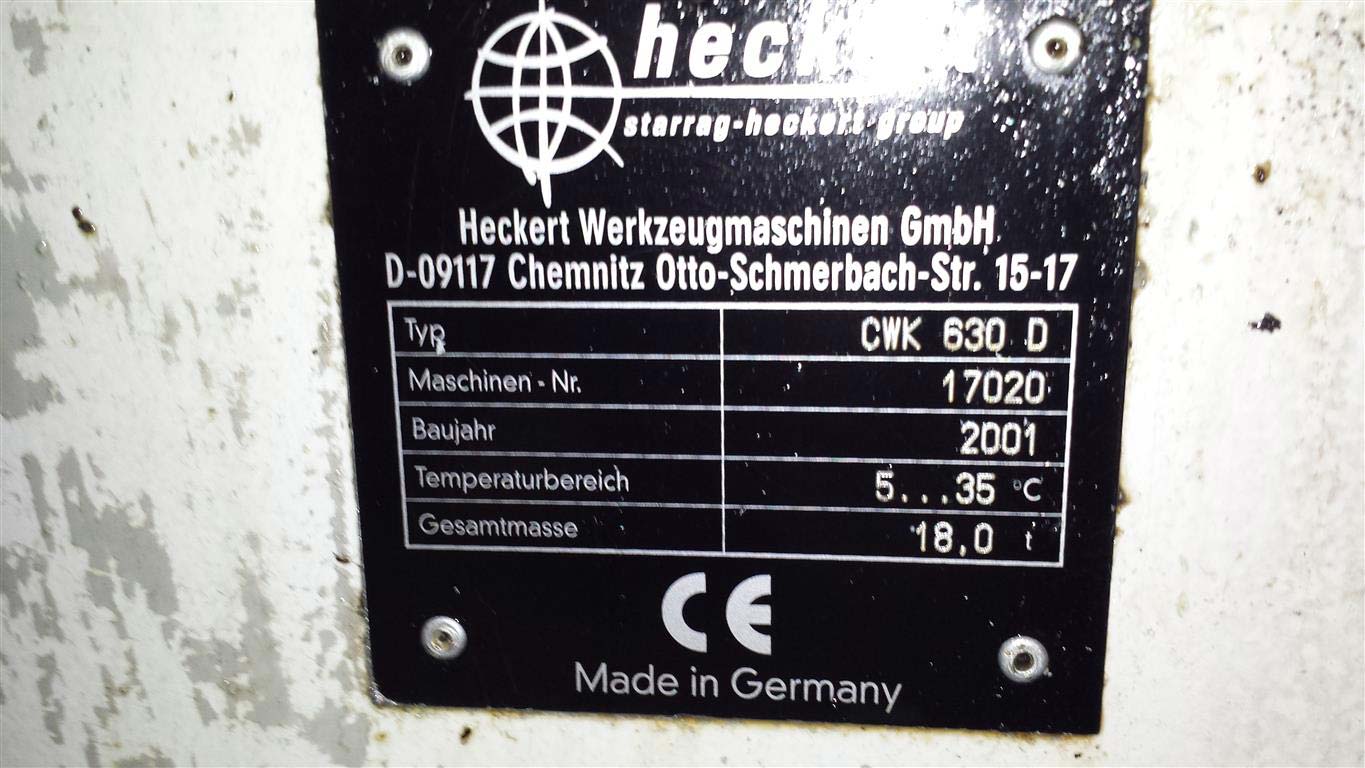 heckert
starrag-heckert-group
Heckert Werkzeugmaschinen GmbH
D-09117 Chemnitz Otto-Schmerbach-Str. 15-17
Typ CWK 630 D
Maschinen - Nr. 17020
Baujahr 2001
Temperaturbereich 5...35 °C
Gesamtmasse 18,0 t
CE
Made in Germany